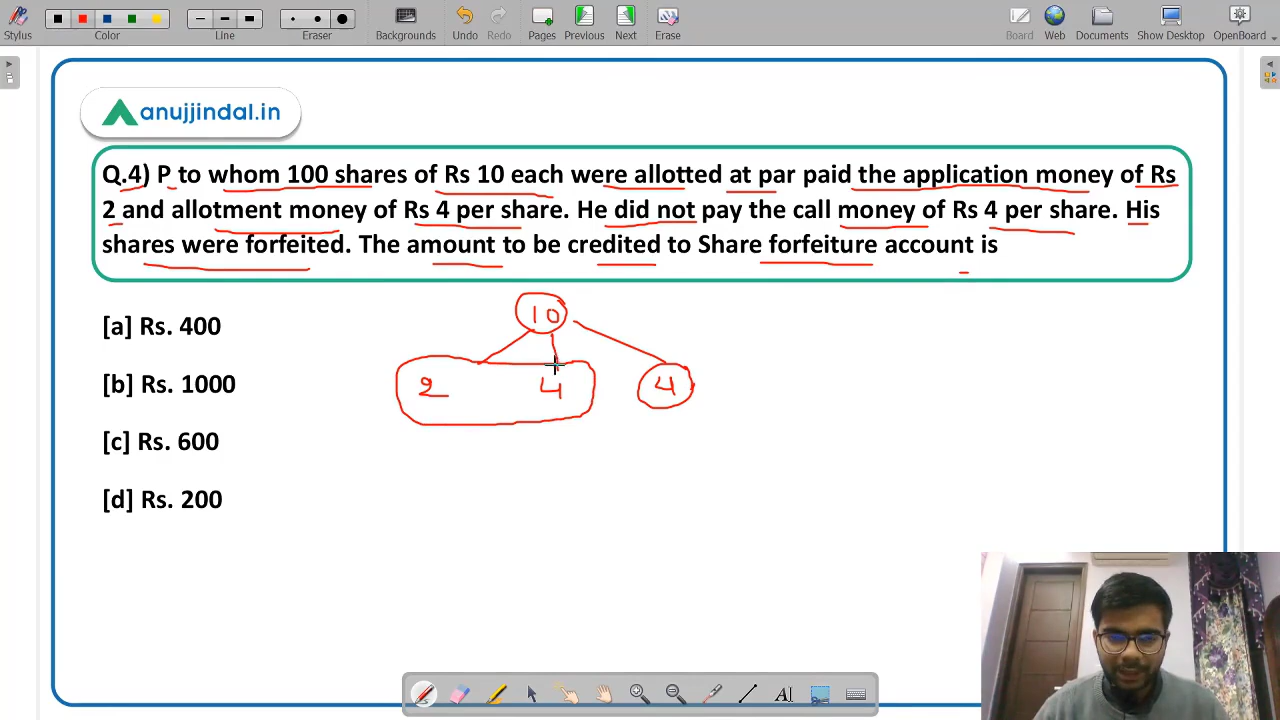 Stylus
Color
Line
Eraser
Backgrounds
Undo
Redo
Pages
Previous
Next
Erase
Board
Web
Documents
Show Desktop
OpenBoard
anujjindal.in
Q.4) P to whom 100 shares of Rs 10 each were allotted at par paid the application money of Rs
2 and allotment money of Rs 4 per share. He did not pay the call money of Rs 4 per share. His
shares were forfeited. The amount to be credited to Share forfeiture account is
10
[a] Rs. 400
2 4 4
[b] Rs. 1000
[c] Rs. 600
[d] Rs. 200